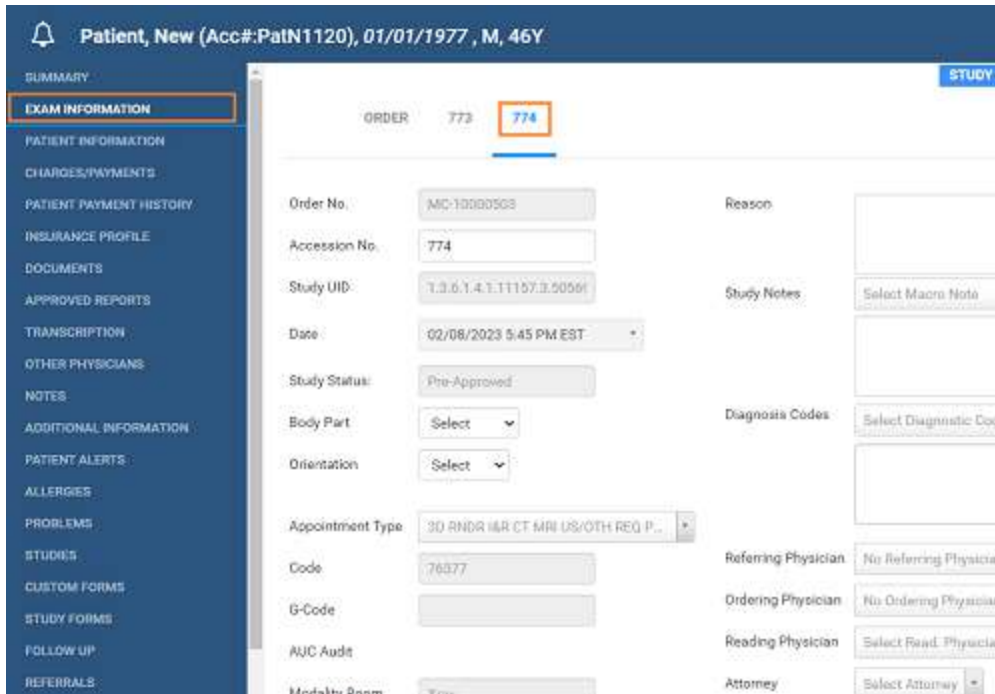 Patient, New (Acc#:PatN1120), 01/01/1977 , M, 46Y
STUDY
SUMMARY
EXAM INFORMATION
PATIENT INFORMATION
CHARGES/PAYMENTS
PATIENT PAYMENT HISTORY
INSURANCE PROFILE
DOCUMENTS
APPROVED REPORTS
TRANSCRIPTION
OTHER PHYSICIANS
NOTES
ADDITIONAL INFORMATION
PATIENT ALERTS
ALLERGIES
PROBLEMS
STUDIES
CUSTOM FORMS
STUDY FORMS
FOLLOW UP
REFERRALS
ORDER 773 774
Order No. MC-10000503
Accession No. 774
Study UID 1.3.6.1.4.1.11157.3.5056
Date 02/08/2023 5:45 PM EST
Study Status: Pre-Approved
Body Part Select
Orientation Select
Appointment Type 3D RNDR I&R CT MRI US/OTH REQ P...
Code 76377
G-Code
AUC Audit
Modality Room
Reason
Study Notes Select Macro Note
Diagnosis Codes Select Diagnostic Co
Referring Physician No Referring Physicia
Ordering Physician No Ordering Physicia
Reading Physician Select Read. Physicia
Attorney Select Attorney